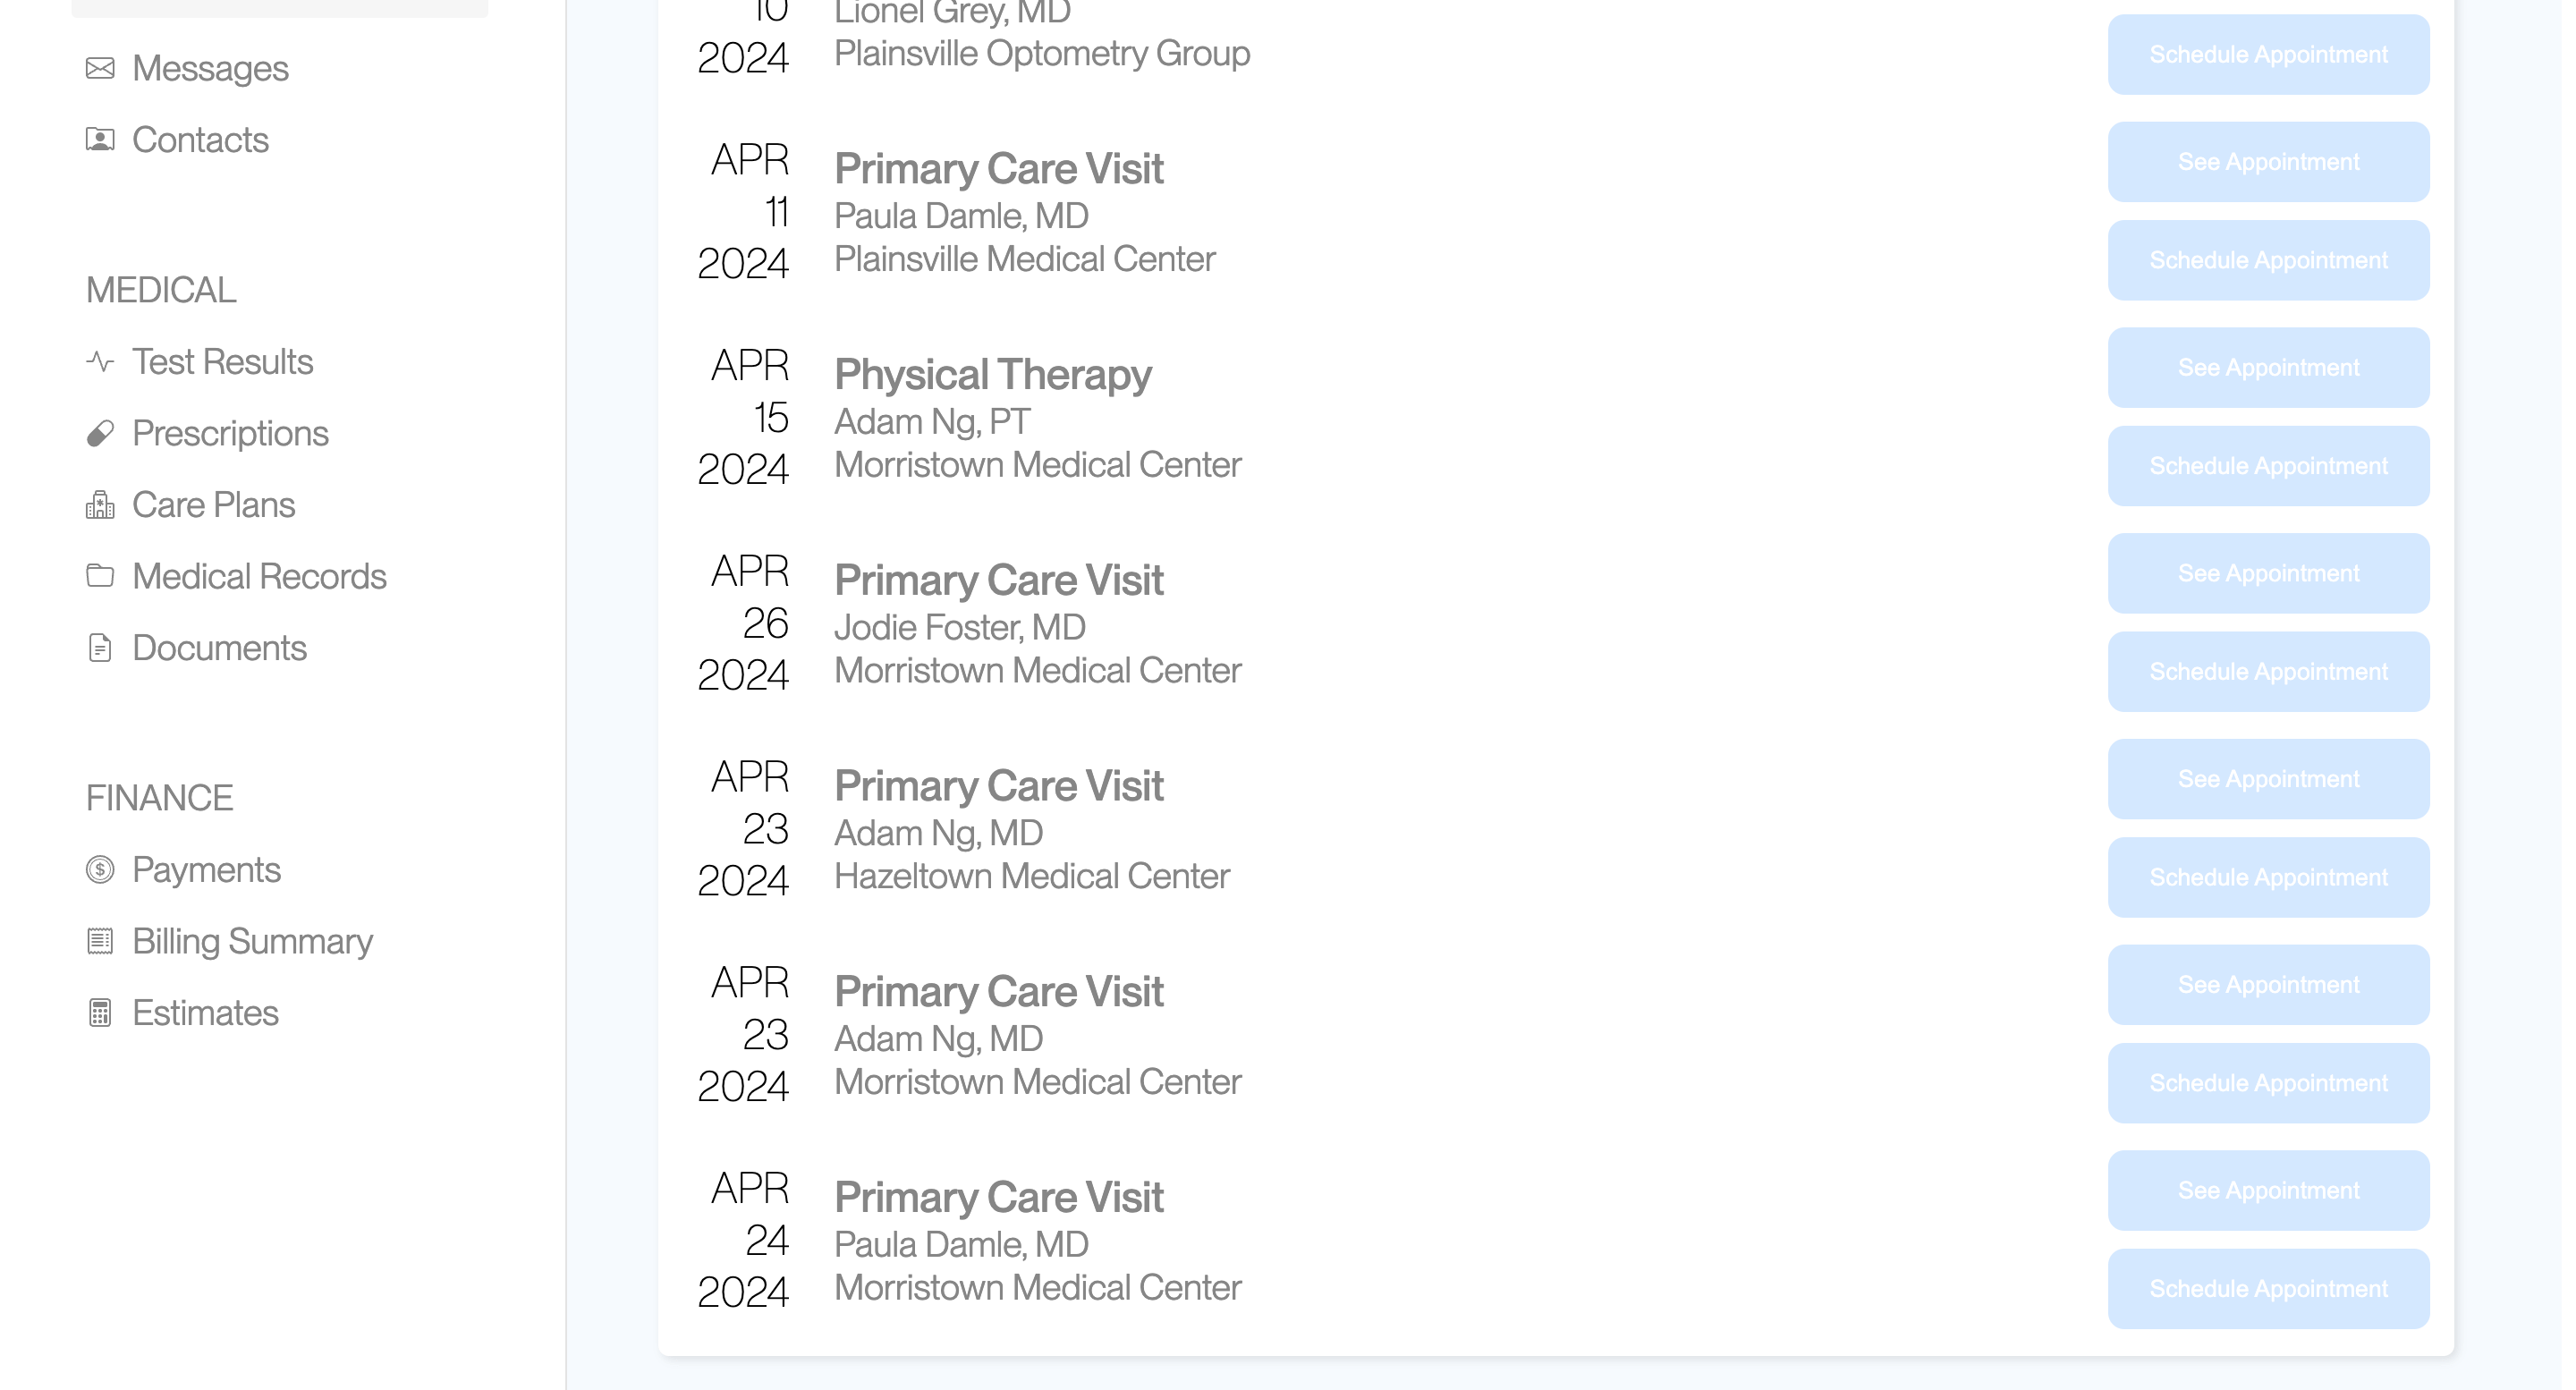 Messages
Contacts
MEDICAL
Test Results
Prescriptions
Care Plans
Medical Records
Documents
FINANCE
Payments
Billing Summary
Estimates
10
2024
Lionel Grey, MD
Plainsville Optometry Group
Schedule Appointment
APR
11
2024
Primary Care Visit
Paula Damle, MD
Plainsville Medical Center
See Appointment
Schedule Appointment
APR
15
2024
Physical Therapy
Adam Ng, PT
Morristown Medical Center
See Appointment
Schedule Appointment
APR
26
2024
Primary Care Visit
Jodie Foster, MD
Morristown Medical Center
See Appointment
Schedule Appointment
APR
23
2024
Primary Care Visit
Adam Ng, MD
Hazeltown Medical Center
See Appointment
Schedule Appointment
APR
23
2024
Primary Care Visit
Adam Ng, MD
Morristown Medical Center
See Appointment
Schedule Appointment
APR
24
2024
Primary Care Visit
Paula Damle, MD
Morristown Medical Center
See Appointment
Schedule Appointment